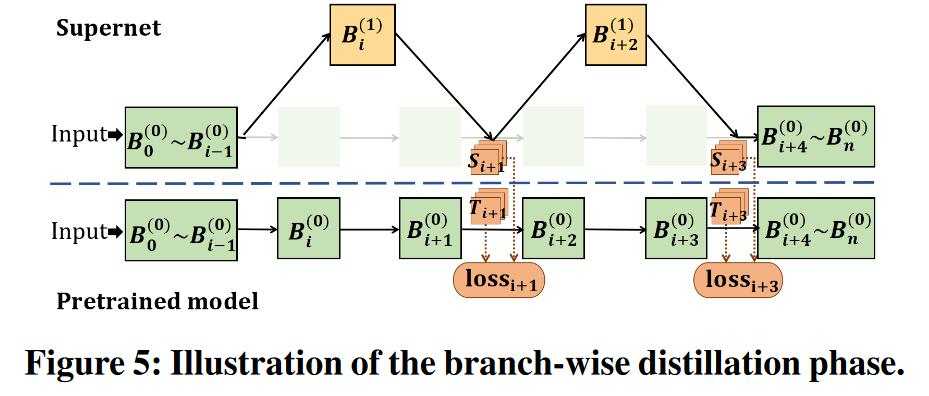 Supernet
B_i^(1)
B_{i+2}^(1)
Input
B_0^(0) ~B_{i-1}^(0)
S_{i+1}
S_{i+3}
B_{i+4}^(0) ~B_n^(0)
Input
B_0^(0) ~B_{i-1}^(0)
B_i^(0)
B_{i+1}^(0)
T_{i+1}
B_{i+2}^(0)
B_{i+3}^(0)
T_{i+3}
B_{i+4}^(0) ~B_n^(0)
loss_{i+1}
loss_{i+3}
Pretrained model
Figure 5: Illustration of the branch-wise distillation phase.